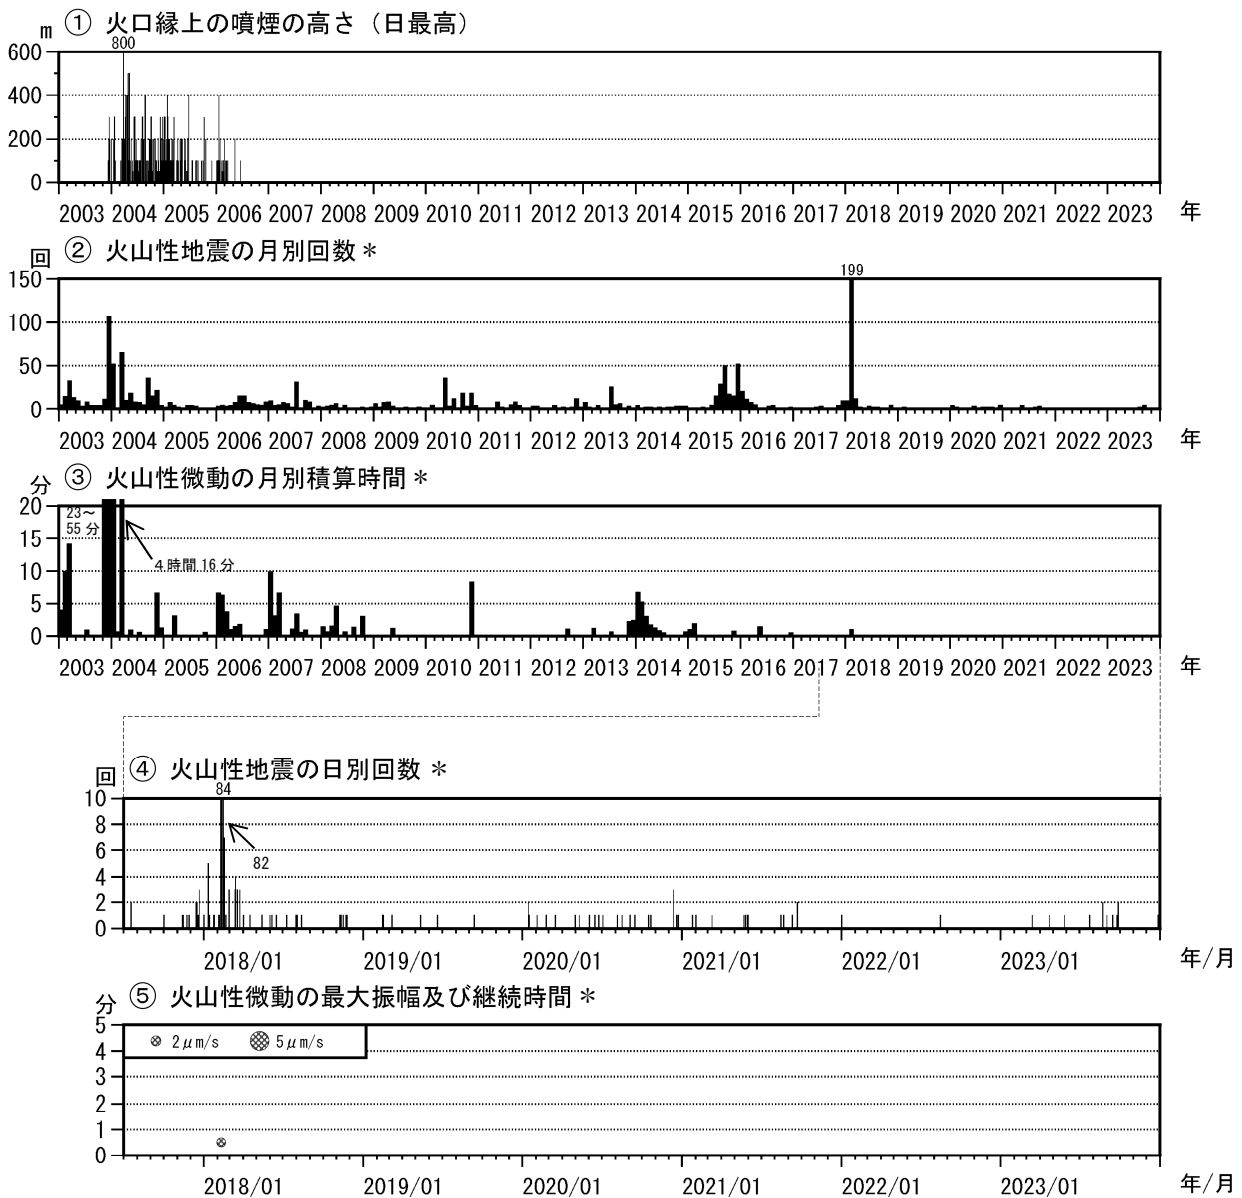 ① 火口縁上の噴煙の高さ（日最高）
m
800
600
400
200
0
2003 2004 2005 2006 2007 2008 2009 2010 2011 2012 2013 2014 2015 2016 2017 2018 2019 2020 2021 2022 2023 年
② 火山性地震の月別回数＊
回
199
150
100
50
0
2003 2004 2005 2006 2007 2008 2009 2010 2011 2012 2013 2014 2015 2016 2017 2018 2019 2020 2021 2022 2023 年
③ 火山性微動の月別積算時間＊
分
20
23～
55分
15
4時間16分
10
5
0
2003 2004 2005 2006 2007 2008 2009 2010 2011 2012 2013 2014 2015 2016 2017 2018 2019 2020 2021 2022 2023 年
④ 火山性地震の日別回数＊
回
84
10
8
82
6
4
2
0
2018/01 2019/01 2020/01 2021/01 2022/01 2023/01 年/月
⑤ 火山性微動の最大振幅及び継続時間＊
分
5
2μm/s 5μm/s
4
3
2
1
0
2018/01 2019/01 2020/01 2021/01 2022/01 2023/01 年/月